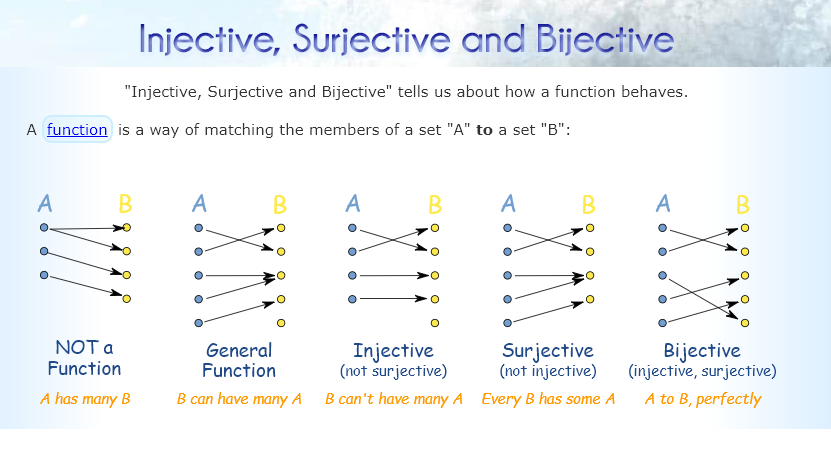 Injective, Surjective and Bijective
"Injective, Surjective and Bijective" tells us about how a function behaves.
A function is a way of matching the members of a set "A" to a set "B":
A B A B A B A B A B
NOT a Function
General Function
Injective
Surjective
Bijective
(not surjective)
(not injective)
(injective, surjective)
A has many B
B can have many A
B can't have many A
Every B has some A
A to B, perfectly